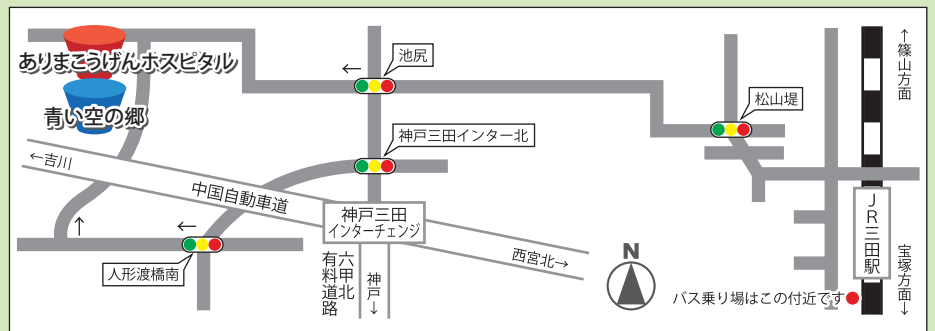 ありまこうげんホスピタル
青い空の郷
←
池尻
松山堤
↑篠山方面
神戸三田インター北
←吉川
中国自動車道
神戸三田
インターチェンジ
↑
←
人形渡橋南
六甲北
有料道路
神戸↓
西宮北→
N
JR三田駅
宝塚方面↓
バス乗り場はこの付近です